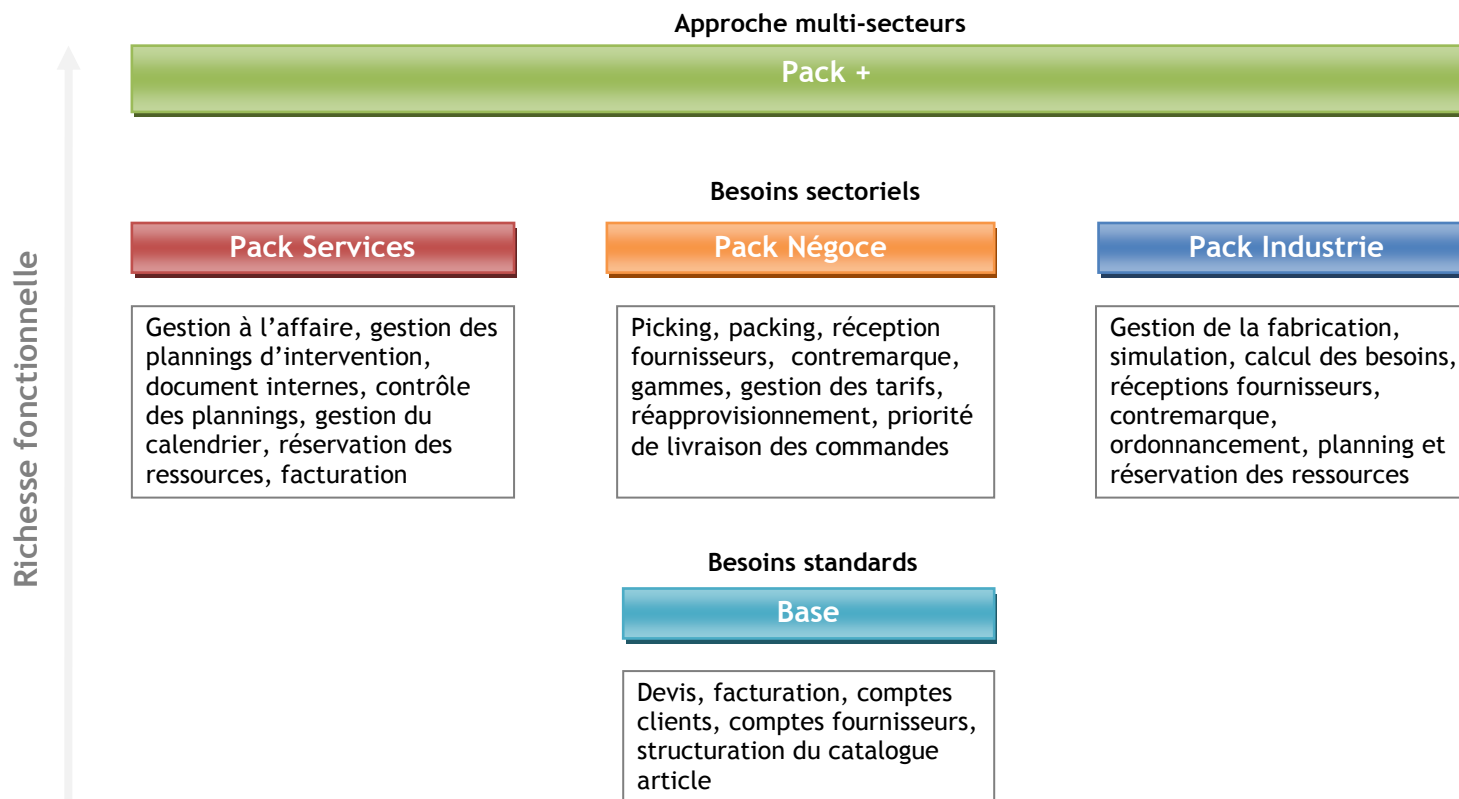 Approche multi-secteurs
Pack +
Richesse fonctionnelle
Besoins sectoriels
Pack Services
Gestion à l’affaire, gestion des
plannings d’intervention,
document internes, contrôle
des plannings, gestion du
calendrier, réservation des
ressources, facturation
Pack Négoce
Picking, packing, réception
fournisseurs, contremarque,
gammes, gestion des tarifs,
réapprovisionnement, priorité
de livraison des commandes
Pack Industrie
Gestion de la fabrication,
simulation, calcul des besoins,
réceptions fournisseurs,
contremarque,
ordonnancement, planning et
réservation des ressources
Besoins standards
Base
Devis, facturation, comptes
clients, comptes fournisseurs,
structuration du catalogue
article